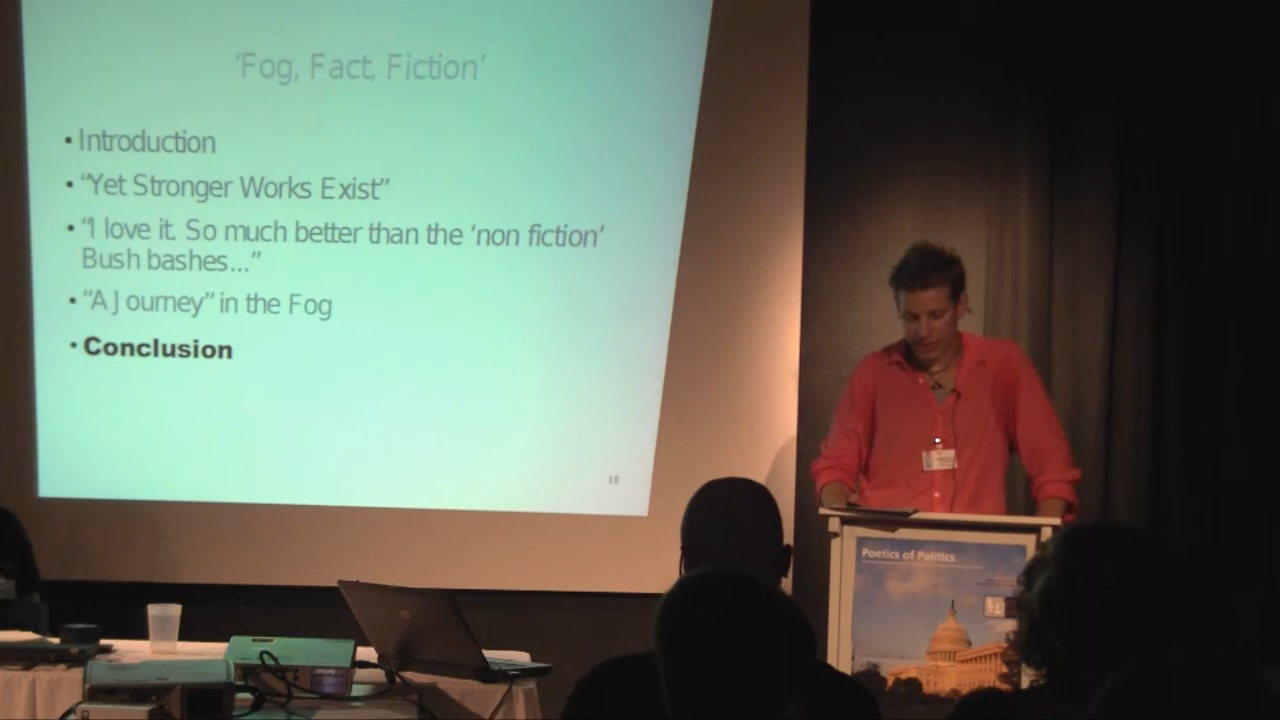 'Fog, Fact, Fiction'
• Introduction
• "Yet Stronger Works Exist"
• "I love it. So much better than the 'non fiction'
Bush bashes..."
• "A Journey" in the Fog
• Conclusion
18
Poetics of Politics